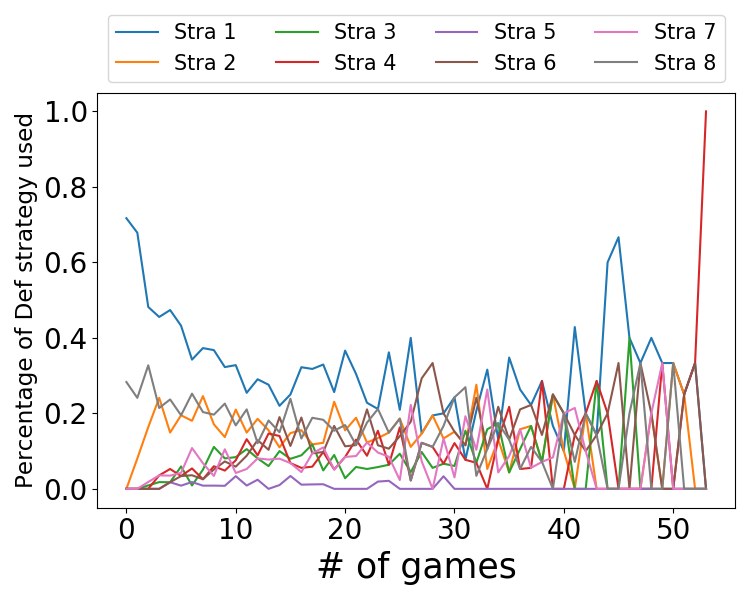 Stra 1 Stra 3 Stra 5 Stra 7
Stra 2 Stra 4 Stra 6 Stra 8
Percentage of Def strategy used
1.0
0.8
0.6
0.4
0.2
0.0
0 10 20 30 40 50
# of games